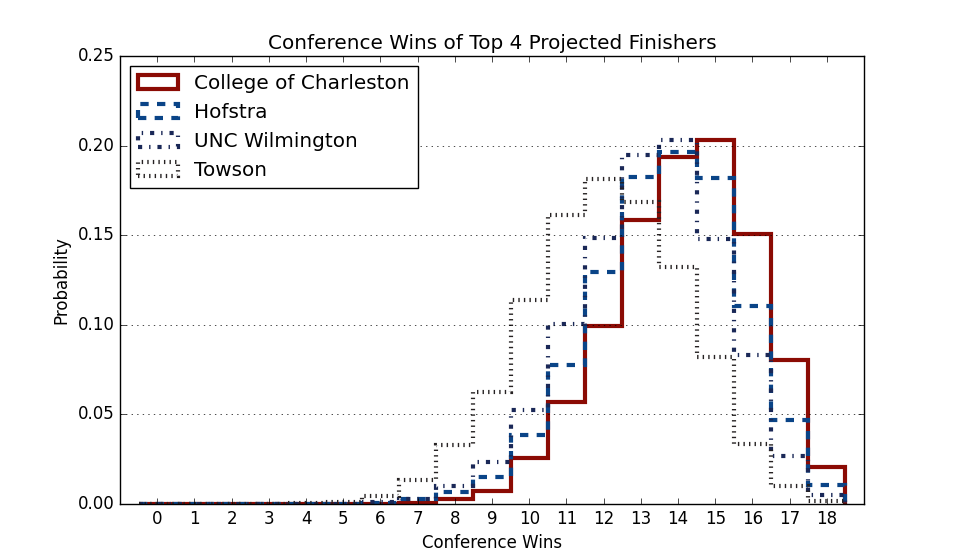 Conference Wins of Top 4 Projected Finishers
0.25
College of Charleston
Hofstra
UNC Wilmington
Towson
0.20
0.15
0.10
0.05
0.00
Probability
0 1 2 3 4 5 6 7 8 9 10 11 12 13 14 15 16 17 18
Conference Wins